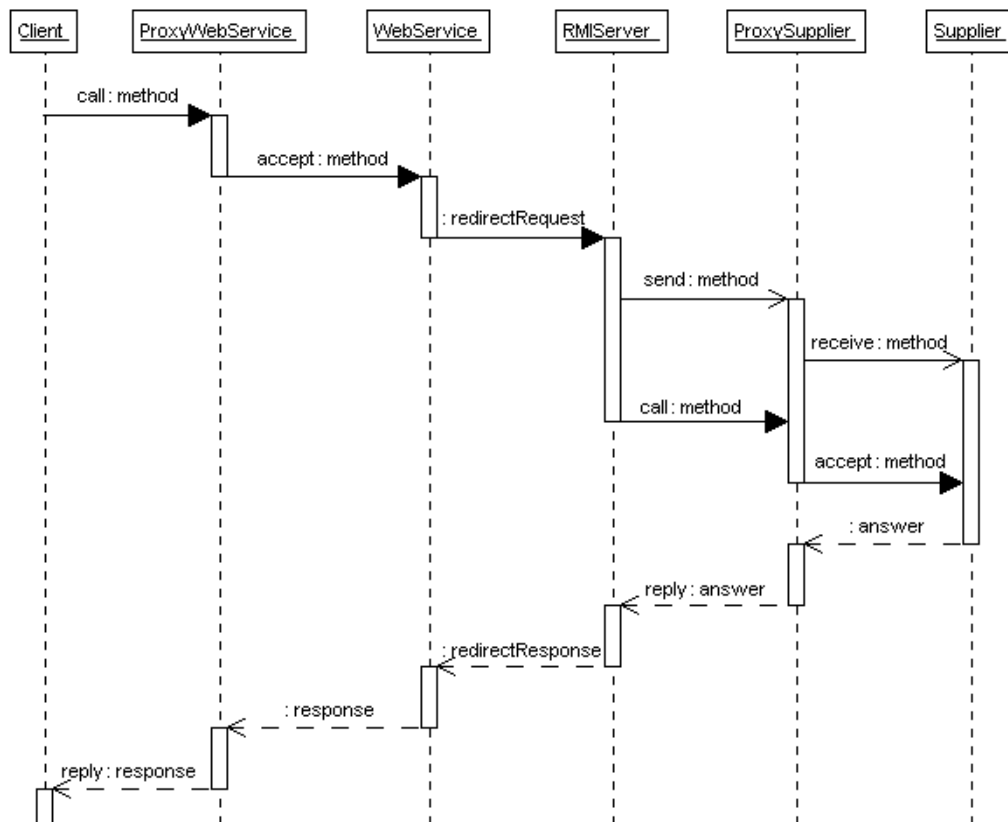 Client
ProxyWebService
WebService
RMIServer
ProxySupplier
Supplier
call : method
accept : method
: redirectRequest
send : method
receive : method
call : method
accept : method
: answer
reply : answer
: redirectResponse
: response
reply : response